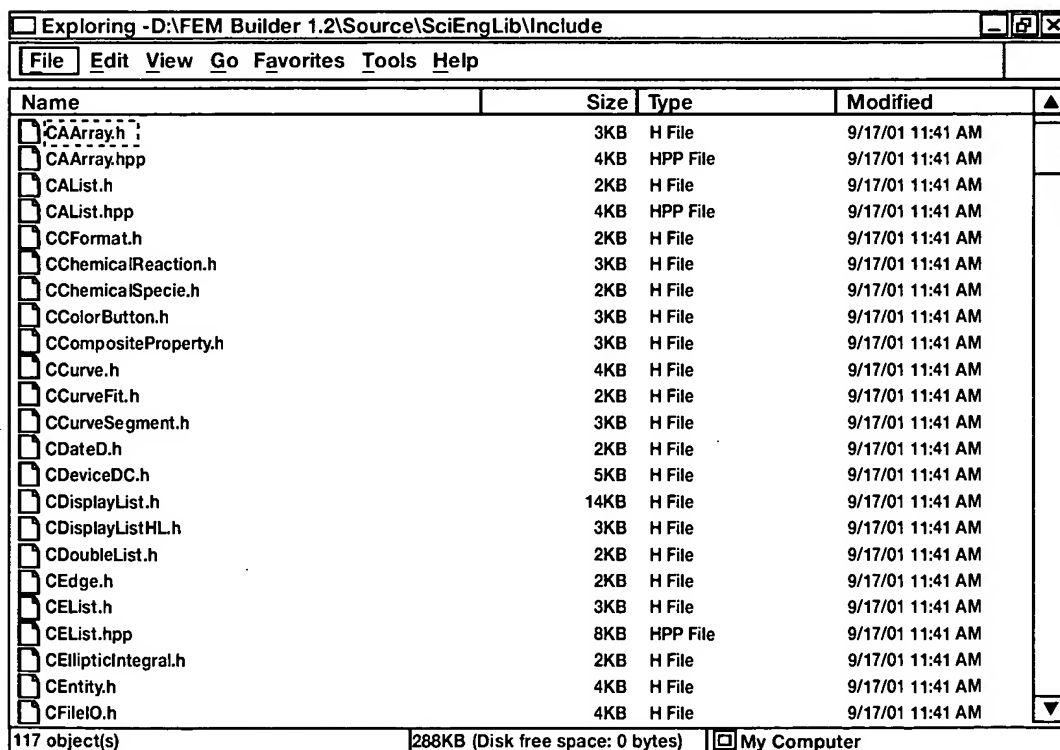 Exploring -D:\FEM Builder 1.2\Source\SciEngLib\Include
File Edit View Go Favorites Tools Help
Name Size Type Modified
CAArray.h 3KB H File 9/17/01 11:41 AM
CAArray.hpp 4KB HPP File 9/17/01 11:41 AM
CAList.h 2KB H File 9/17/01 11:41 AM
CAList.hpp 4KB HPP File 9/17/01 11:41 AM
CCFormat.h 2KB H File 9/17/01 11:41 AM
CChemicalReaction.h 3KB H File 9/17/01 11:41 AM
CChemicalSpecie.h 2KB H File 9/17/01 11:41 AM
CColorButton.h 3KB H File 9/17/01 11:41 AM
CCompositeProperty.h 3KB H File 9/17/01 11:41 AM
CCurve.h 4KB H File 9/17/01 11:41 AM
CCurveFit.h 2KB H File 9/17/01 11:41 AM
CCurveSegment.h 3KB H File 9/17/01 11:41 AM
CDateD.h 2KB H File 9/17/01 11:41 AM
CDeviceDC.h 5KB H File 9/17/01 11:41 AM
CDisplayList.h 14KB H File 9/17/01 11:41 AM
CDisplayListHL.h 3KB H File 9/17/01 11:41 AM
CDoubleList.h 2KB H File 9/17/01 11:41 AM
CEdge.h 2KB H File 9/17/01 11:41 AM
CEList.h 3KB H File 9/17/01 11:41 AM
CEList.hpp 8KB HPP File 9/17/01 11:41 AM
CEllipticIntegral.h 2KB H File 9/17/01 11:41 AM
CEntity.h 4KB H File 9/17/01 11:41 AM
CFileIO.h 4KB H File 9/17/01 11:41 AM
117 object(s) 288KB (Disk free space: 0 bytes) My Computer